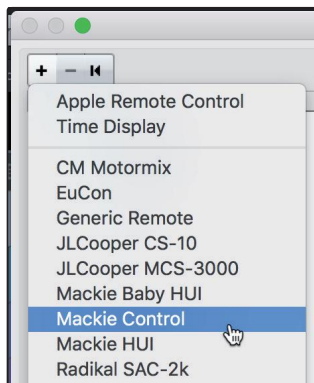 Apple Remote Control
Time Display
CM Motormix
EuCon
Generic Remote
JLCooper CS-10
JLCooper MCS-3000
Mackie Baby HUI
Mackie Control
Mackie HUI
Radikal SAC-2k